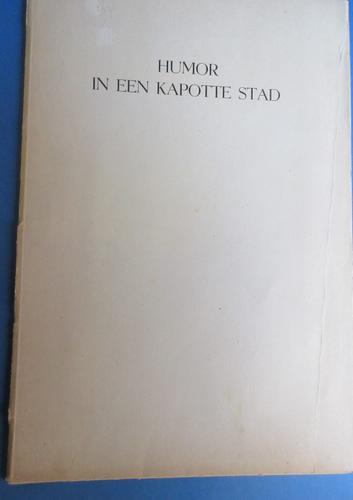 HUMOR
IN EEN KAPOTTE STAD